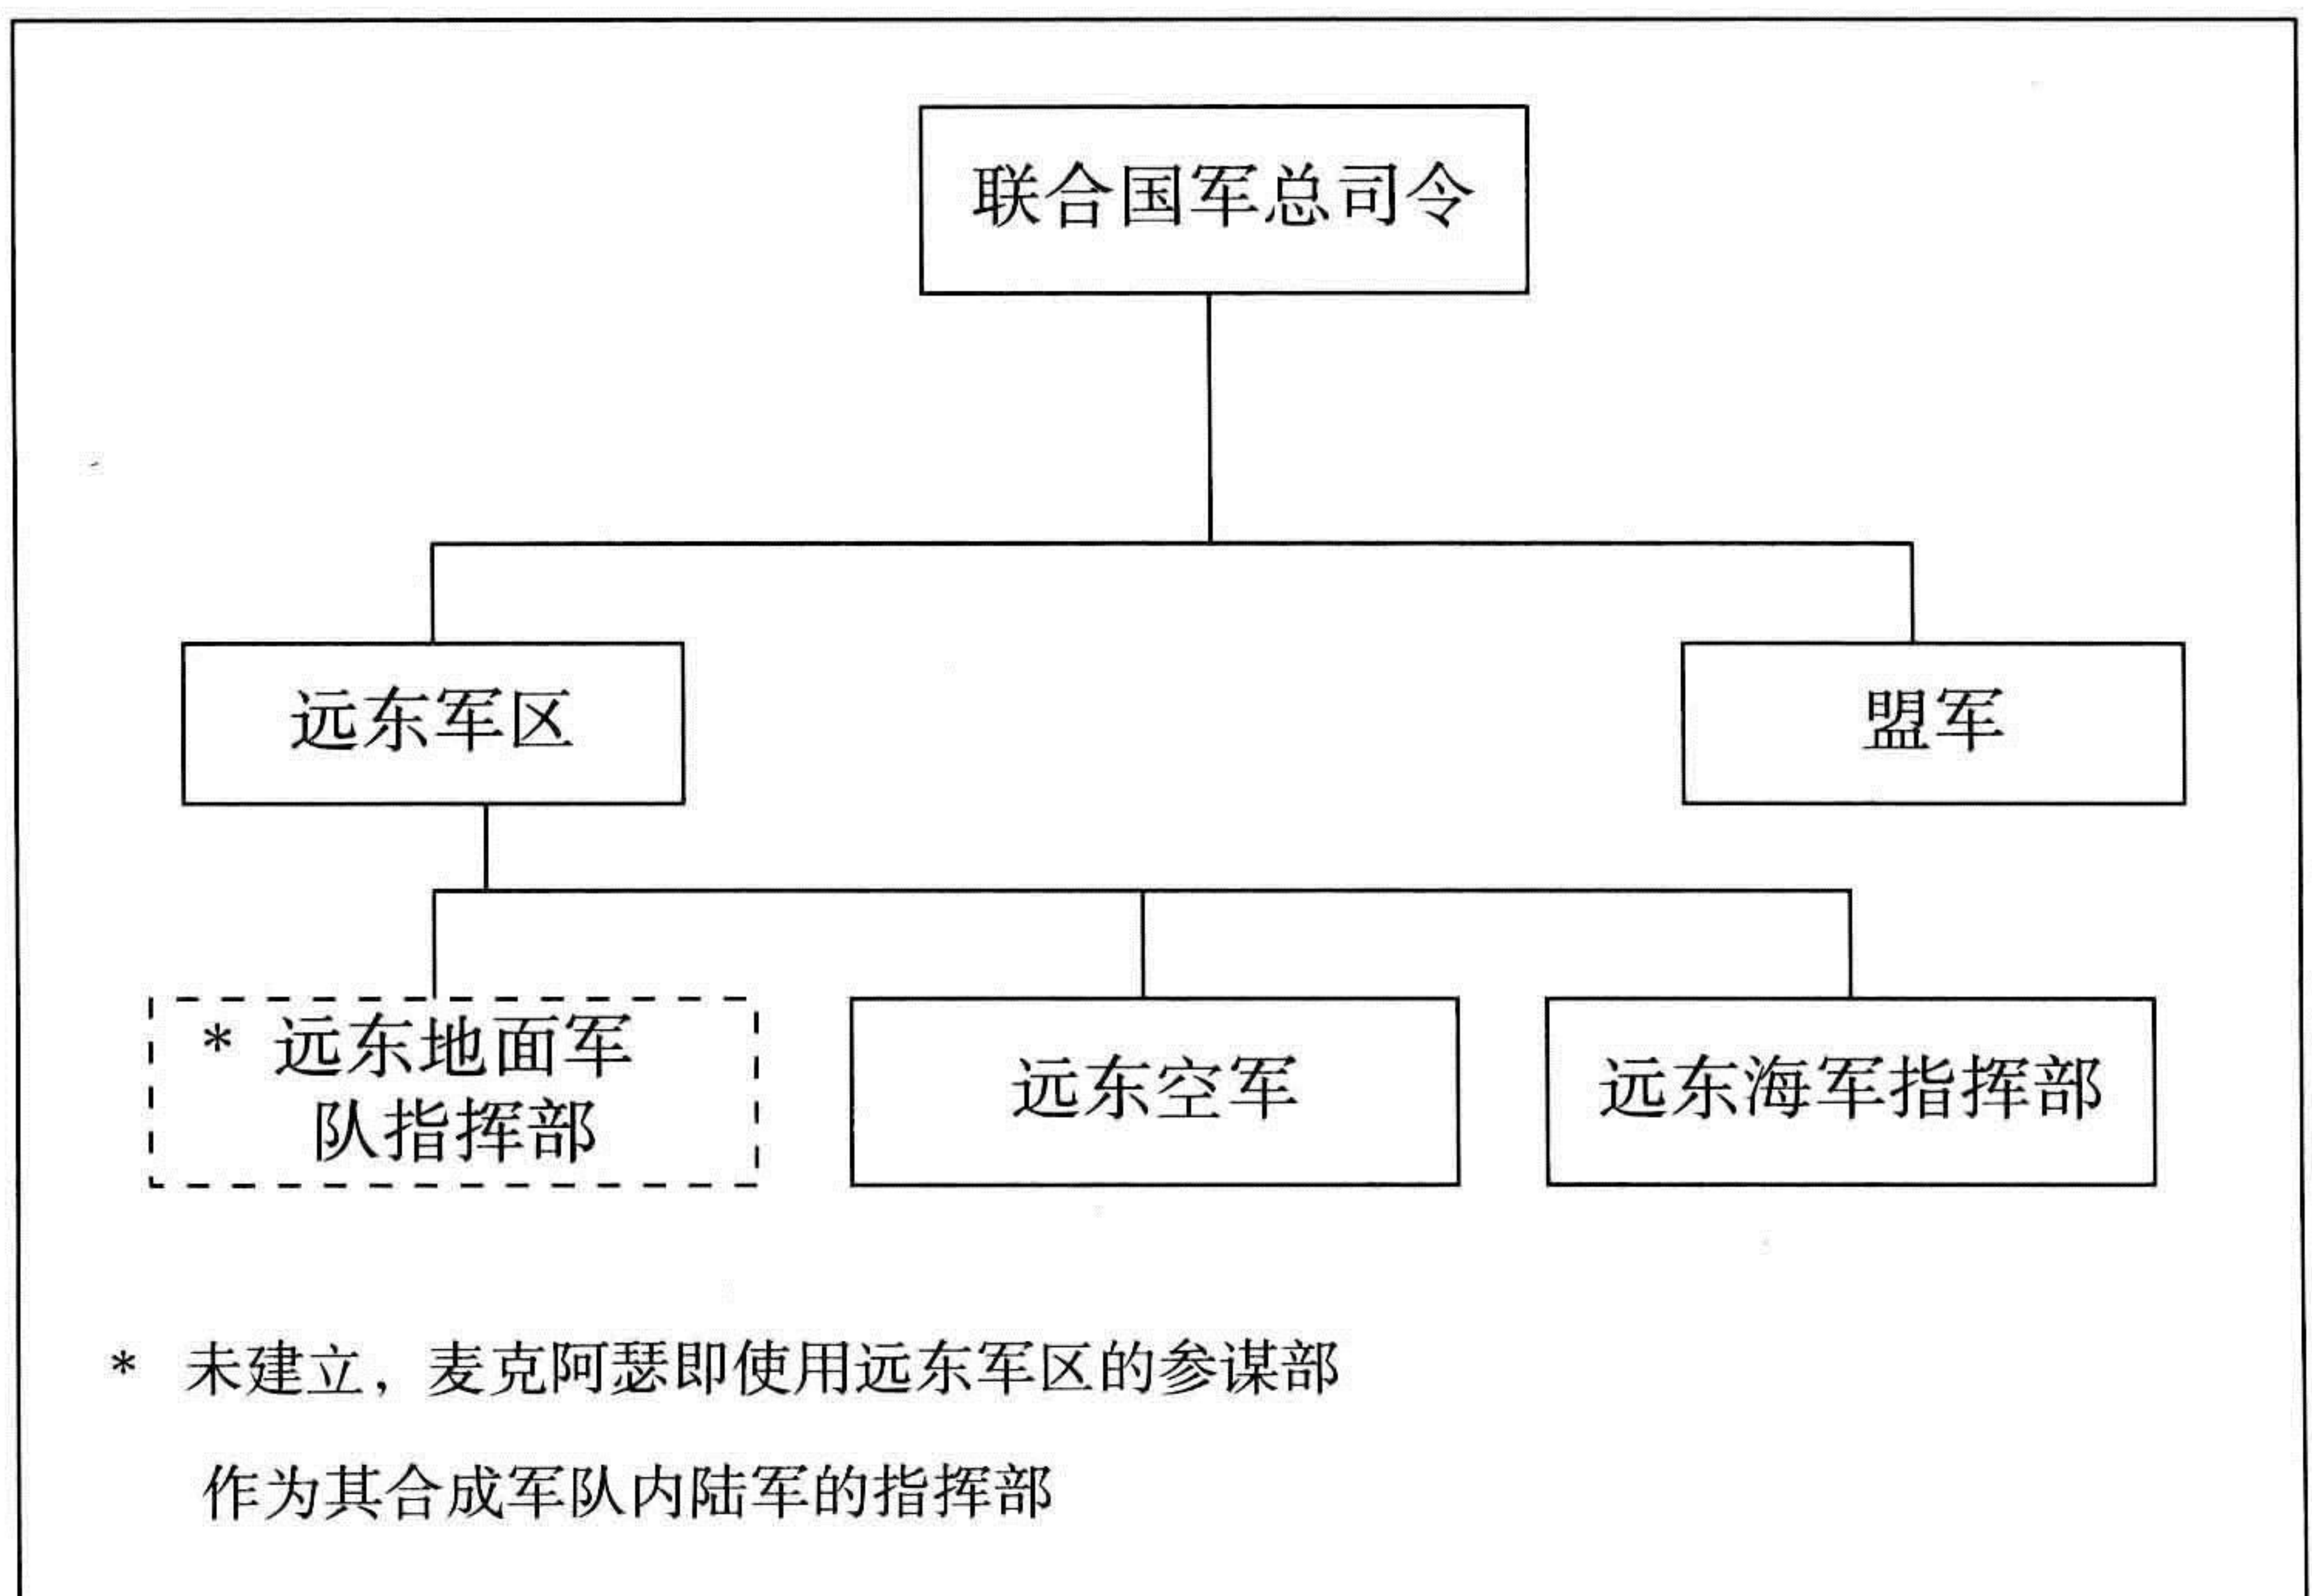 联合国军总司令
远东军区
盟军
* 远东地面军
队指挥部
远东空军
远东海军指挥部
* 未建立，麦克阿瑟即使用远东军区的参谋部
作为其合成军队内陆军的指挥部